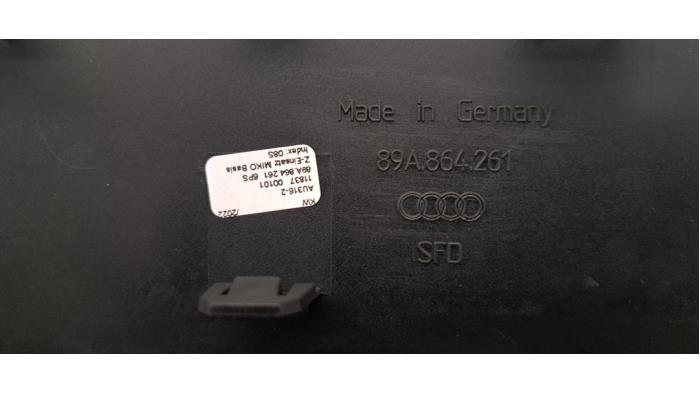 Made in Germany
89A.864.261
SFD
KW /2022
AU316-2
11837 00101
89A.864.261 6PS
Z-Einsatz MIKO Basis
Index: 08S